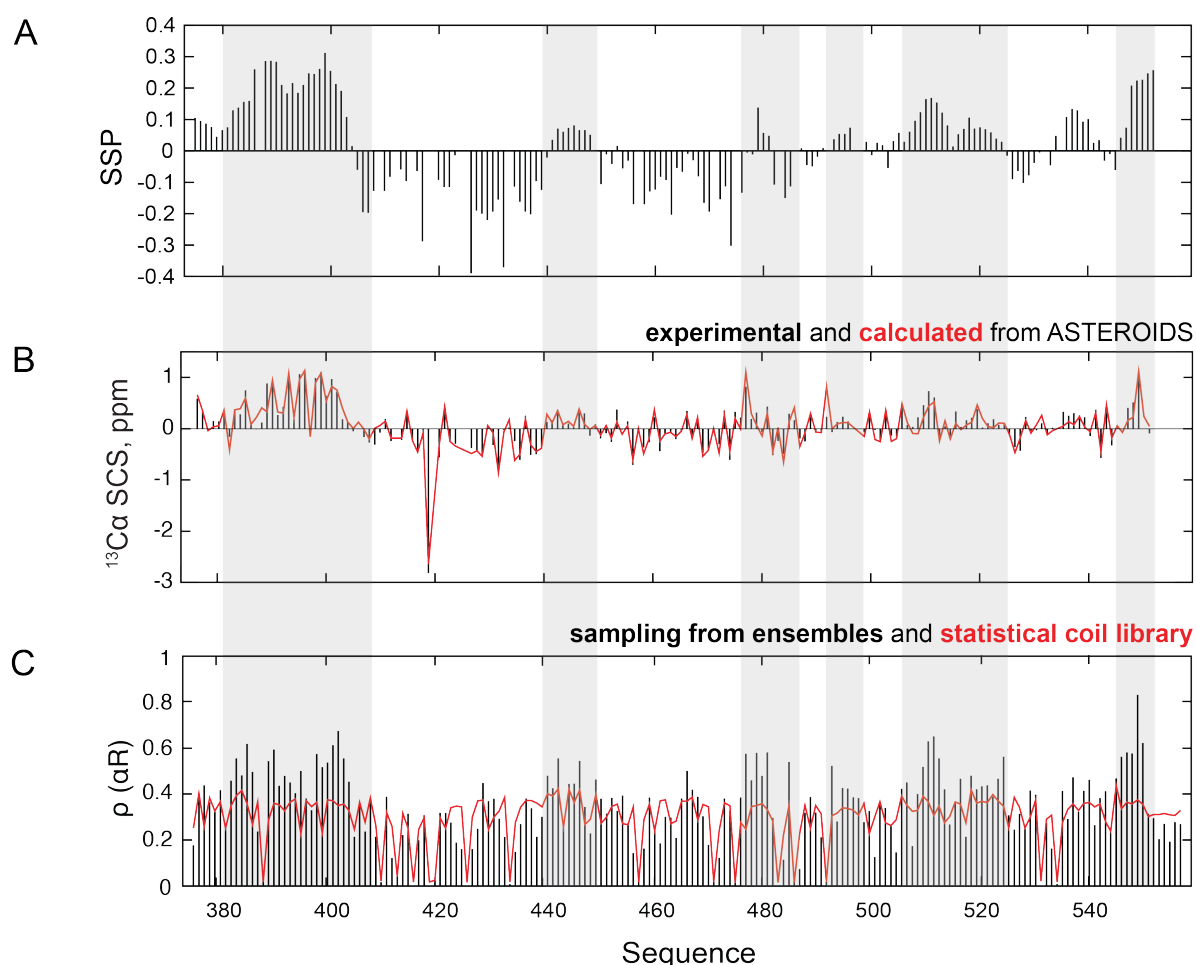 A
0.4
0.3
0.2
0.1
0
-0.1
-0.2
-0.3
-0.4
SSP
experimental and calculated from ASTEROIDS
B
1
0
-1
-2
-3
¹³Cα SCS, ppm
sampling from ensembles and statistical coil library
C
1
0.8
0.6
0.4
0.2
0
ρ (αR)
380 400 420 440 460 480 500 520 540
Sequence